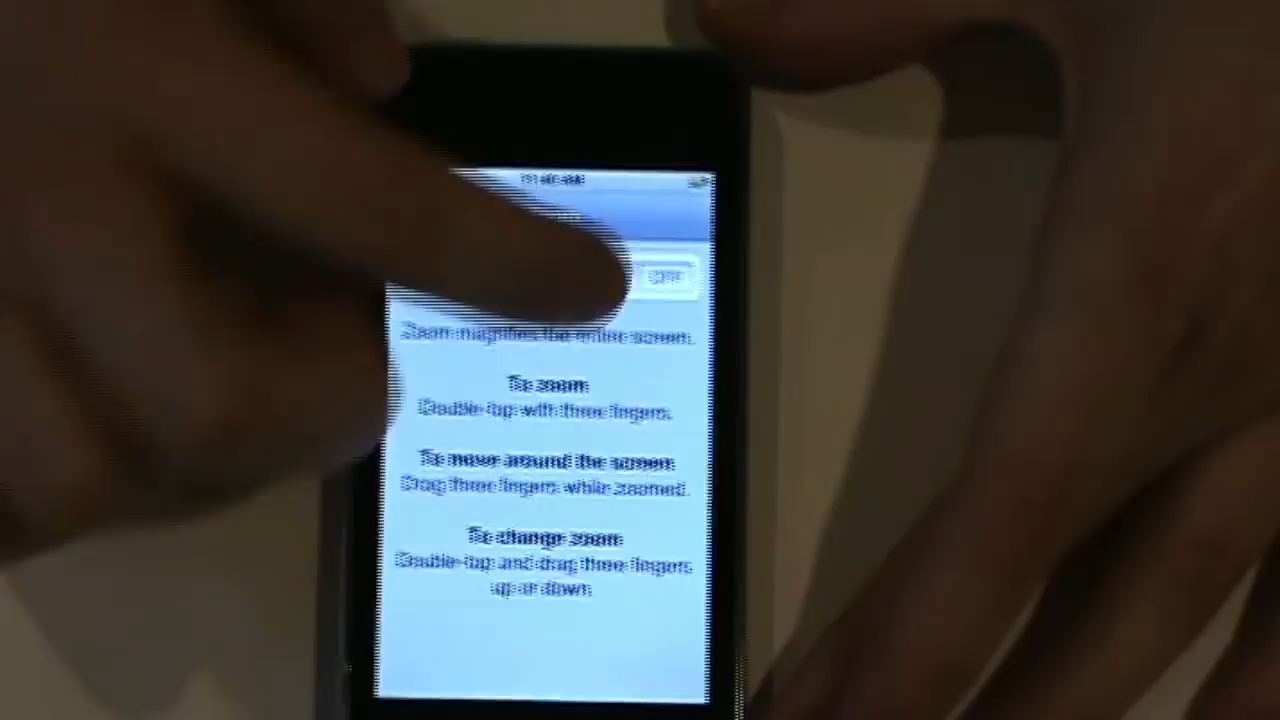 OFF
Zoom magnifies the entire screen.
To zoom
Double-tap with three fingers.
To move around the screen
Drag three fingers while zoomed.
To change zoom
Double-tap and drag three fingers
up or down.